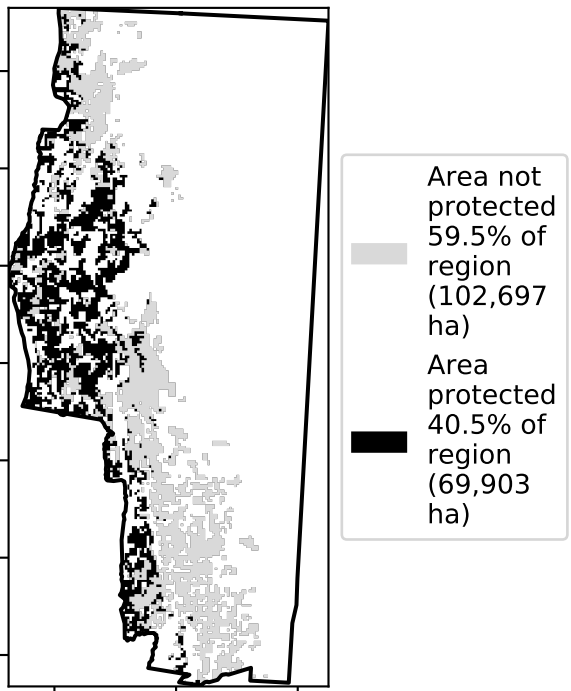 Area not
protected
59.5% of
region
(102,697
ha)
Area
protected
40.5% of
region
(69,903
ha)